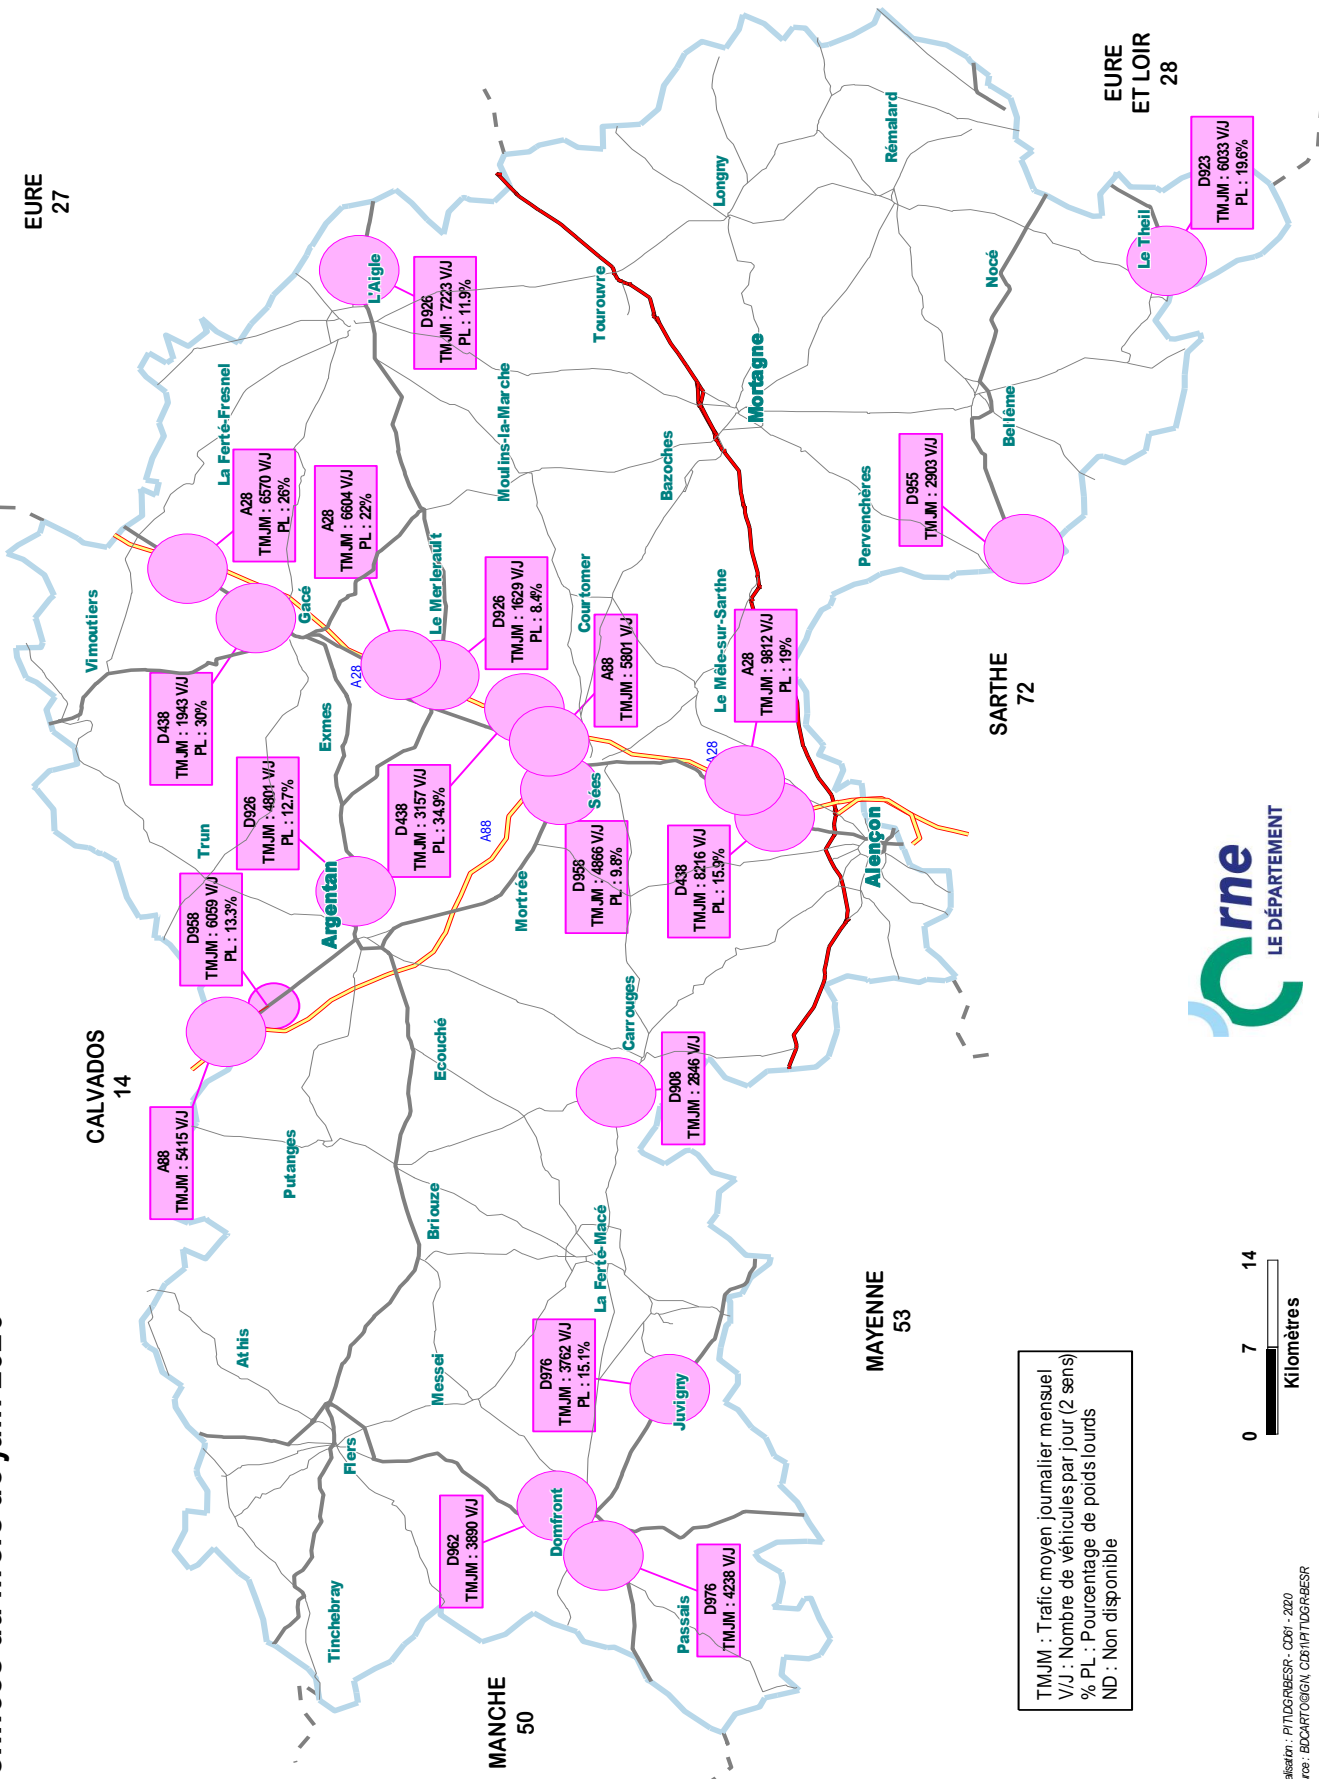 EURE
27
CALVADOS
14
MANCHE
50
MAYENNE
53
SARTHE
72
EURE
ET LOIR
28
A88
TMJM : 5415 V/J
D958
TMJM : 6059 V/J
PL : 13.3%
D926
TMJM : 4801 V/J
PL : 12.7%
D438
TMJM : 1943 V/J
PL : 30%
A28
TMJM : 6570 V/J
PL : 26%
A28
TMJM : 6604 V/J
PL : 22%
D926
TMJM : 7223 V/J
PL : 11.9%
D926
TMJM : 1629 V/J
PL : 8.4%
D438
TMJM : 3157 V/J
PL : 34.9%
A88
TMJM : 5801 V/J
D958
TMJM : 4866 V/J
PL : 9.8%
D438
TMJM : 8216 V/J
PL : 15.9%
A28
TMJM : 9812 V/J
PL : 19%
D955
TMJM : 2903 V/J
D923
TMJM : 6033 V/J
PL : 19.6%
D908
TMJM : 2846 V/J
D976
TMJM : 3762 V/J
PL : 15.1%
D962
TMJM : 3890 V/J
D976
TMJM : 4238 V/J
Vimoutiers
La Ferté-Fresnel
L'Aigle
Gacé
Trun
Exmes
Le Merlerault
Moulins-la-Marche
Tourouvre
Longny
Rémalard
Argentan
Mortrée
Sées
Courtomer
Bazoches
Mortagne
Nocé
Le Theil
Bellême
Pervenchères
Le Mêle-sur-Sarthe
Alençon
Carrouges
Ecouché
Putanges
Briouze
La Ferté-Macé
Athis
Messei
Flers
Juvigny
Domfront
Passais
Tinchebray
A28
A88
A28
TMJM : Trafic moyen journalier mensuel
V/J : Nombre de véhicules par jour (2 sens)
% PL : Pourcentage de poids lourds
ND : Non disponible
0 7 14
Kilomètres
Orne
LE DÉPARTEMENT